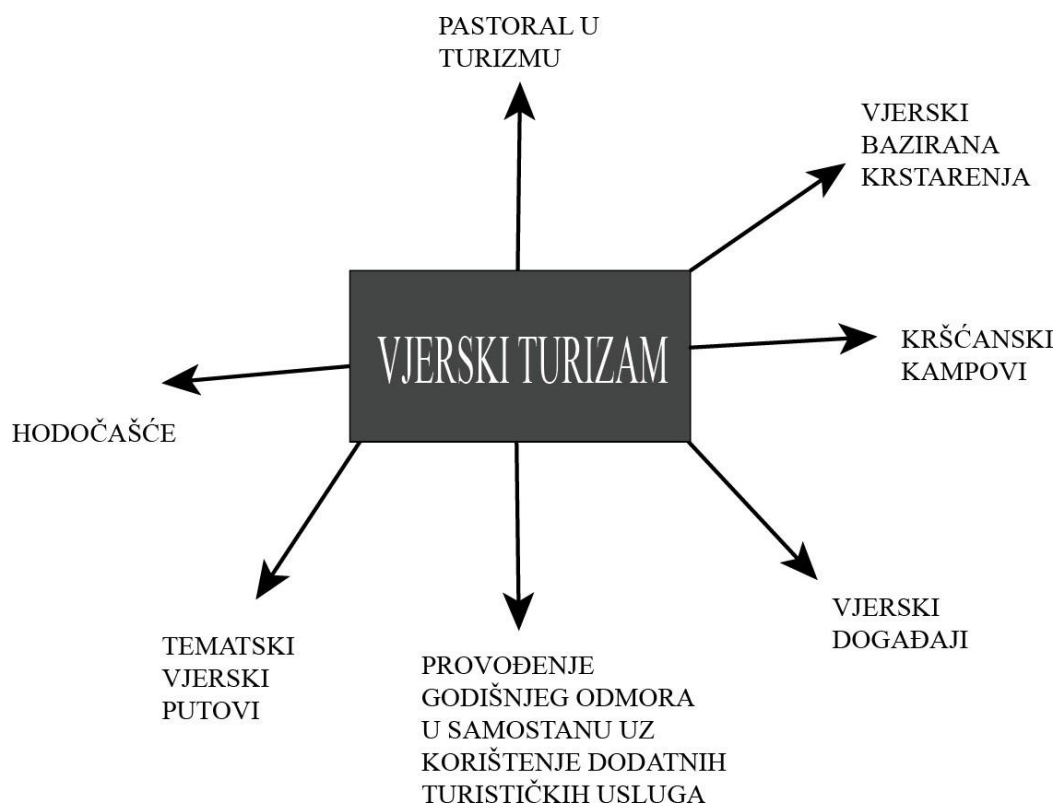 PASTORAL U
TURIZMU
VJERSKI
BAZIRANA
KRSTARENJA
VJERSKI TURIZAM
KRŠĆANSKI
KAMPOVI
HODOČAŠĆE
VJERSKI
DOGAĐAJI
TEMATSKI
VJERSKI
PUTOVI
PROVOĐENJE
GODIŠNJEG ODMORA
U SAMOSTANU UZ
KORIŠTENJE DODATNIH
TURISTIČKIH USLUGA